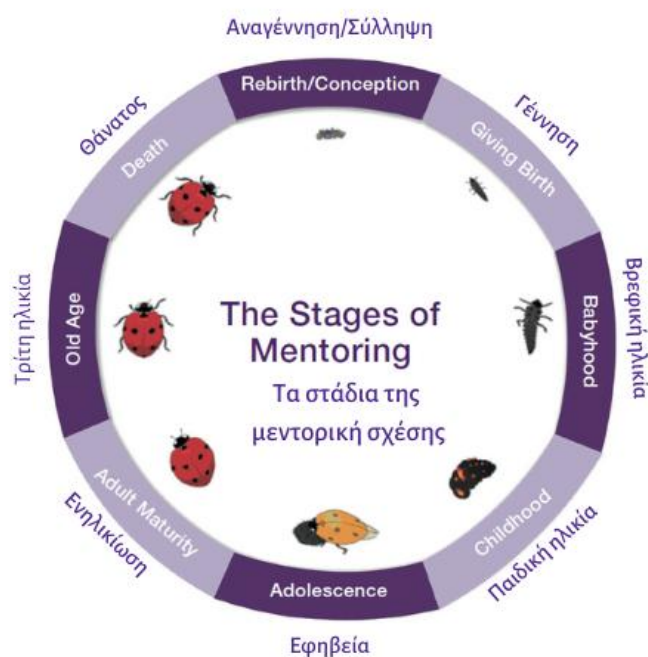 Αναγέννηση/Σύλληψη
Rebirth/Conception
Γέννηση
Giving Birth
Βρεφική ηλικία
Babyhood
Παιδική ηλικία
Childhood
Adolescence
Εφηβεία
Adult Maturity
Ενηλικίωση
Old Age
Τρίτη ηλικία
Death
Θάνατος
The Stages of
Mentoring
Τα στάδια της
μεντορική σχέσης